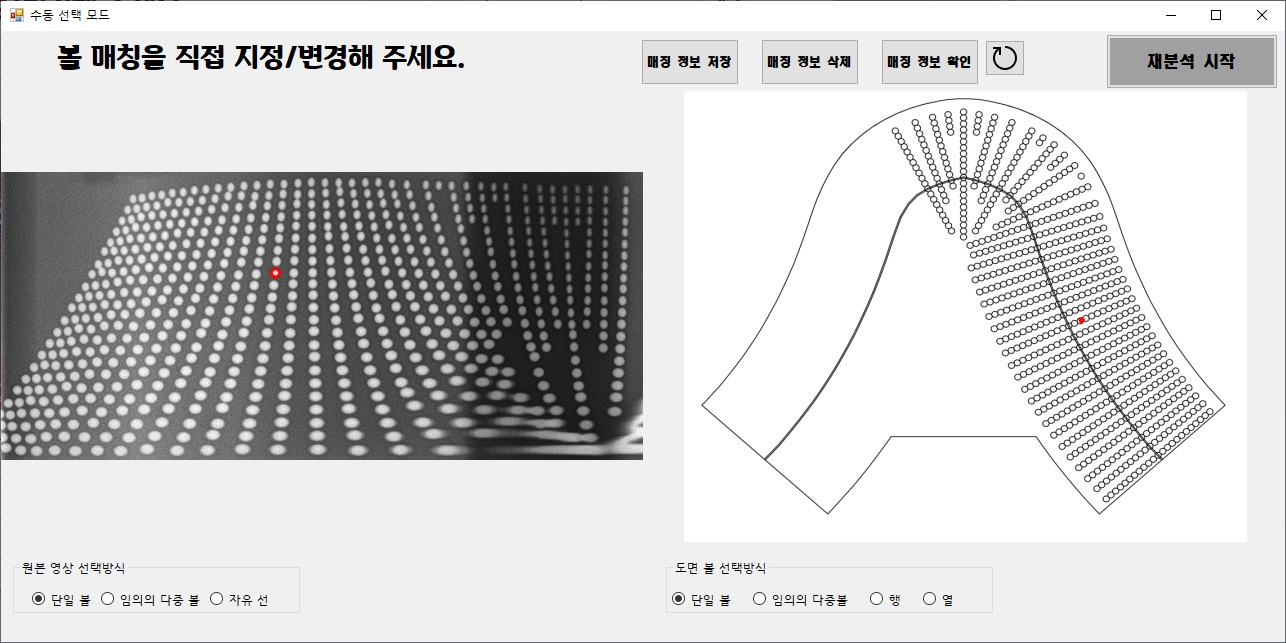 수동 선택 모드
볼 매칭을 직접 지정/변경해 주세요.
매징 정보 저장
매징 정보 삭제
매징 정보 확인
재분석 시작
원본 영상 선택방식
단일 볼
임의의 다중 볼
자유 선
도면 볼 선택방식
단일 볼
임의의 다중볼
행
열